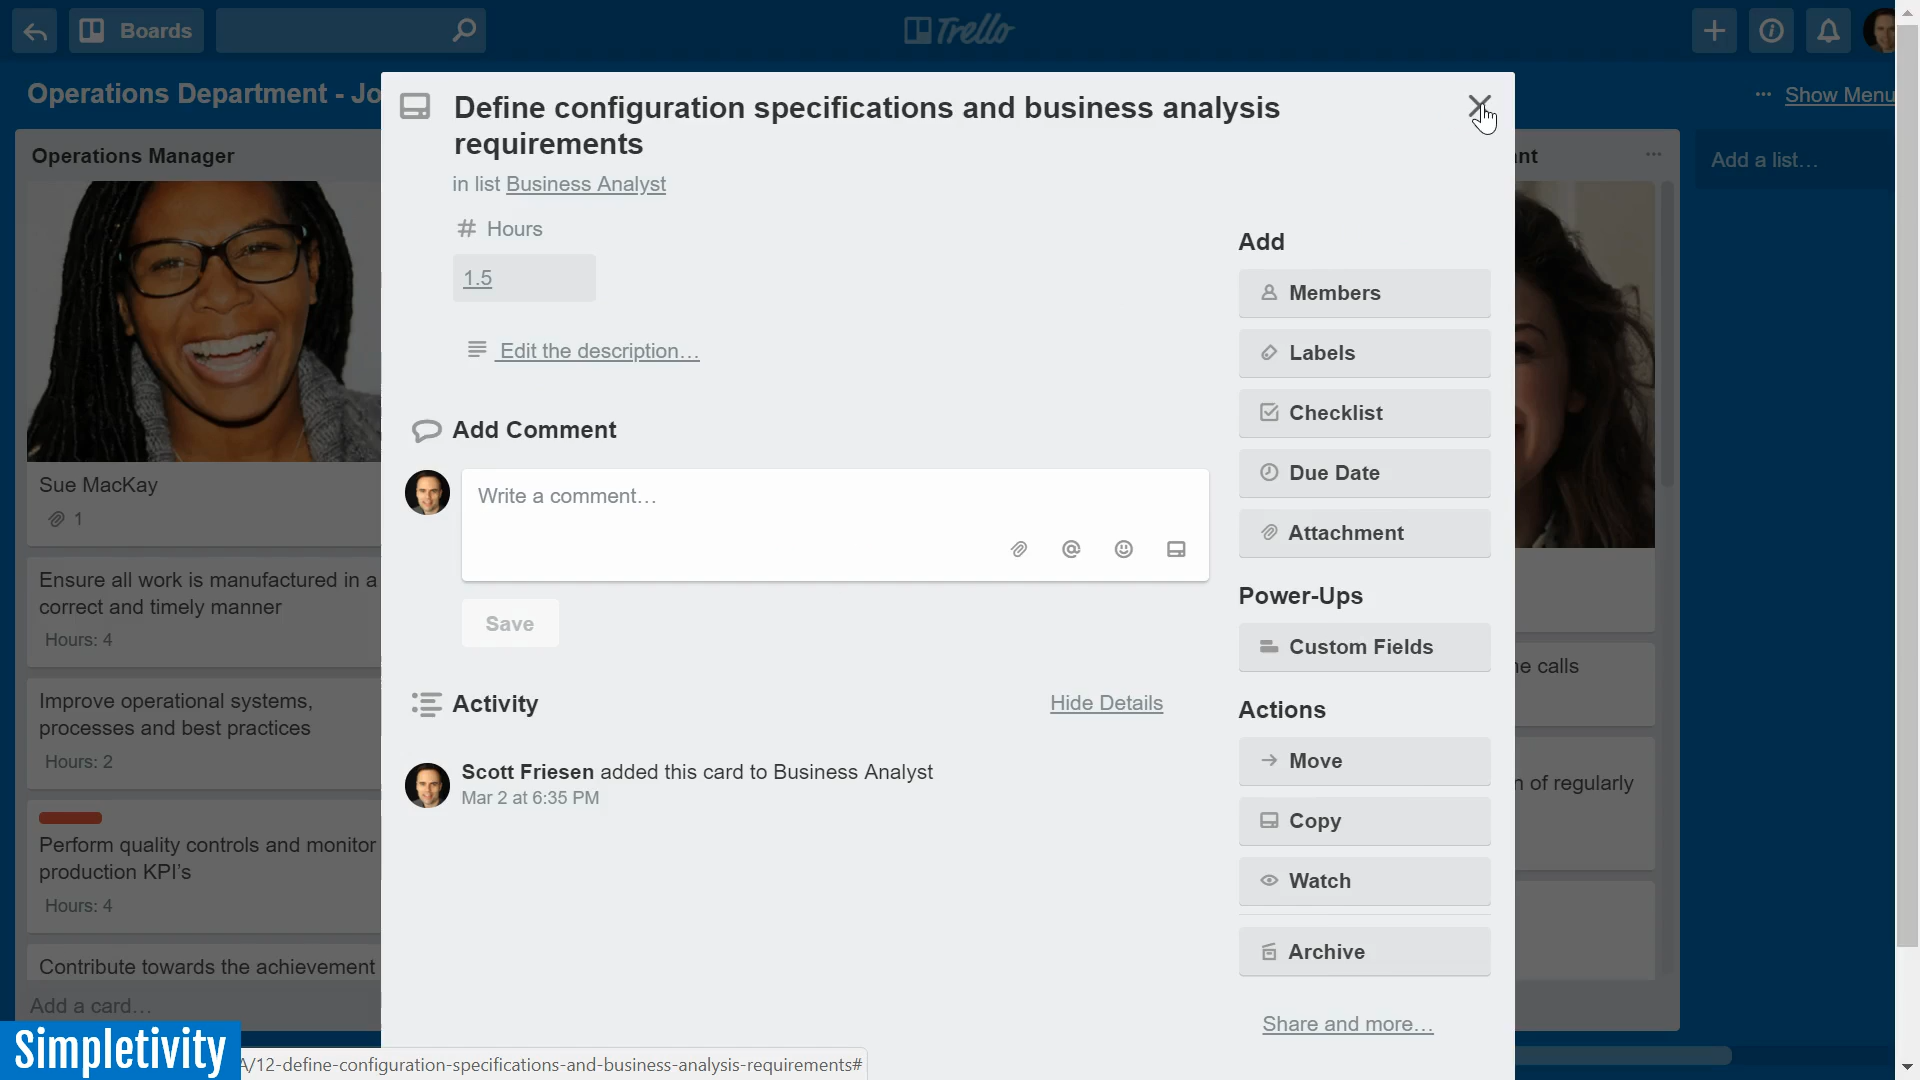 Boards
Trello
Operations Department - Jo
Show Menu
Operations Manager
Sue MacKay
1
Ensure all work is manufactured in a
correct and timely manner
Hours: 4
Improve operational systems,
processes and best practices
Hours: 2
Perform quality controls and monitor
production KPI's
Hours: 4
Contribute towards the achievement
Add a card…
Define configuration specifications and business analysis
requirements
in list Business Analyst
# Hours
1.5
Edit the description…
Add Comment
Write a comment…
@
Save
Activity
Hide Details
Scott Friesen added this card to Business Analyst
Mar 2 at 6:35 PM
Add
Members
Labels
Checklist
Due Date
Attachment
Power-Ups
Custom Fields
Actions
Move
Copy
Watch
Archive
Share and more…
nt
Add a list…
e calls
n of regularly
Simpletivity
/12-define-configuration-specifications-and-business-analysis-requirements#